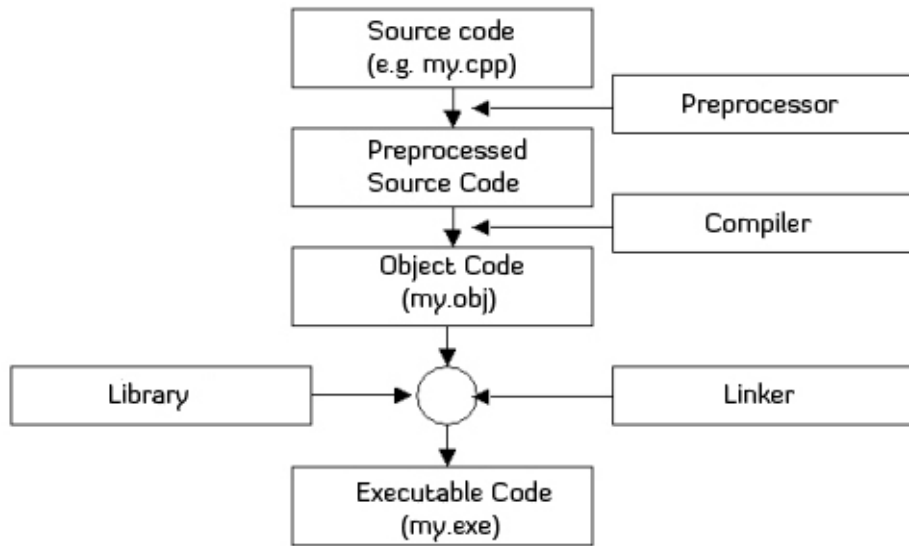 Source code
(e.g. my.cpp)
Preprocessor
Preprocessed
Source Code
Compiler
Object Code
(my.obj)
Library
Linker
Executable Code
(my.exe)